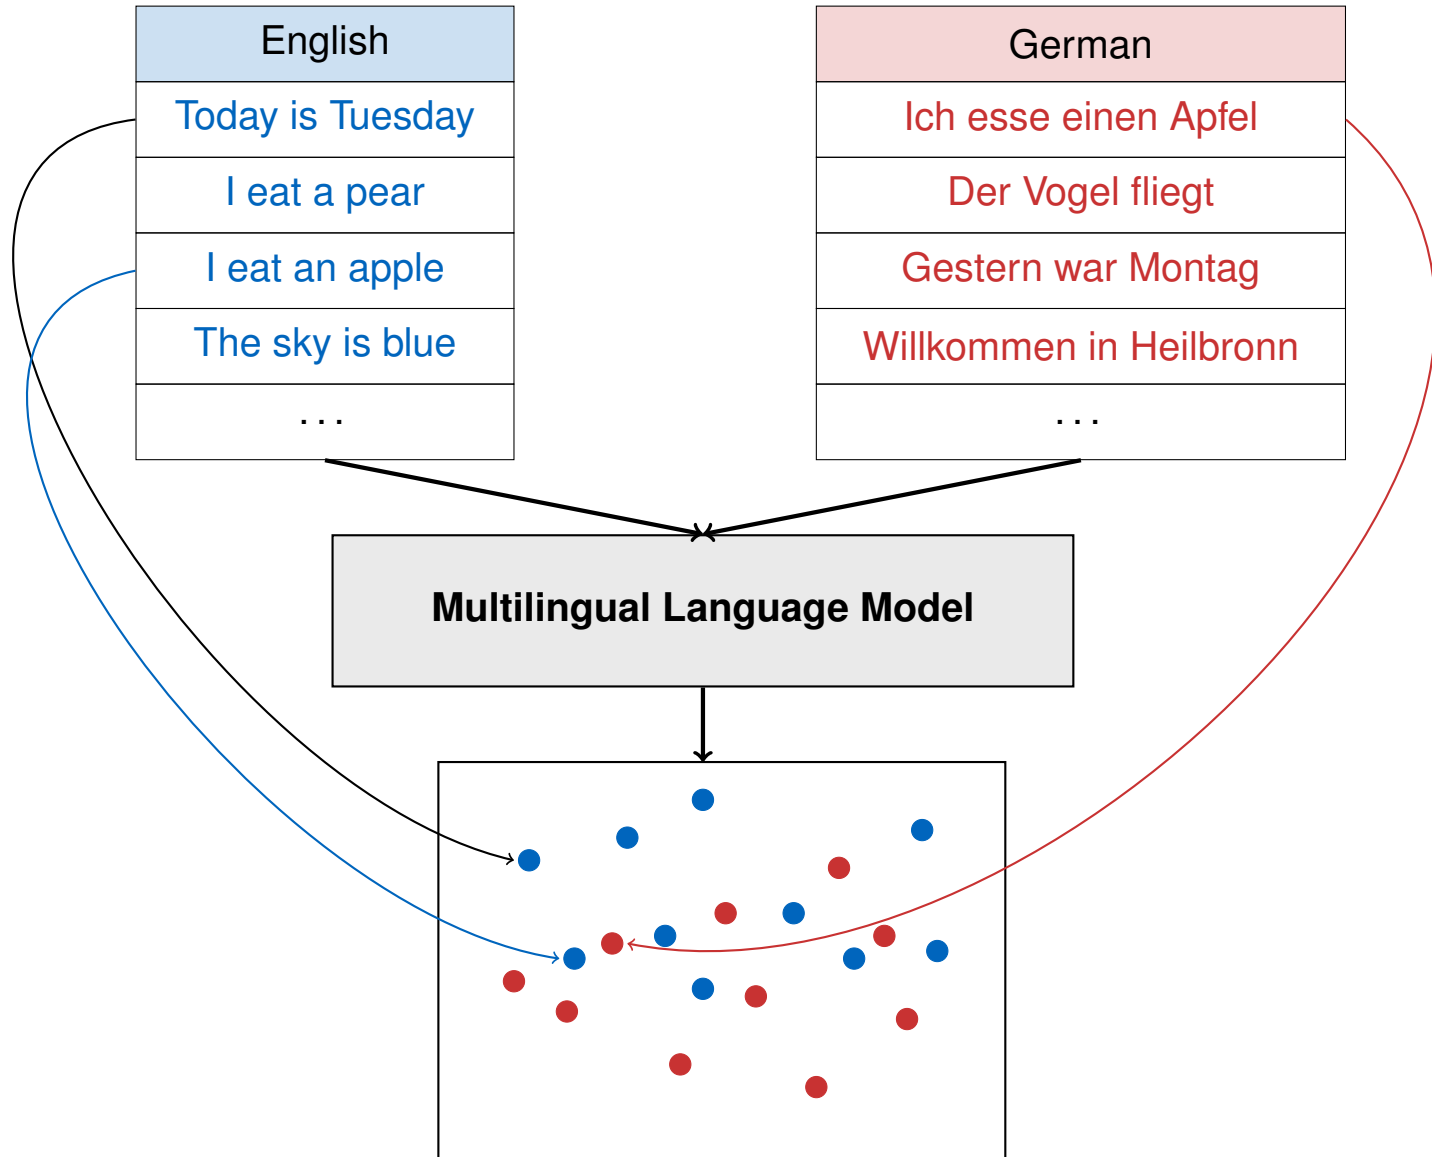 English
Today is Tuesday
I eat a pear
I eat an apple
The sky is blue
...
German
Ich esse einen Apfel
Der Vogel fliegt
Gestern war Montag
Willkommen in Heilbronn
...
Multilingual Language Model